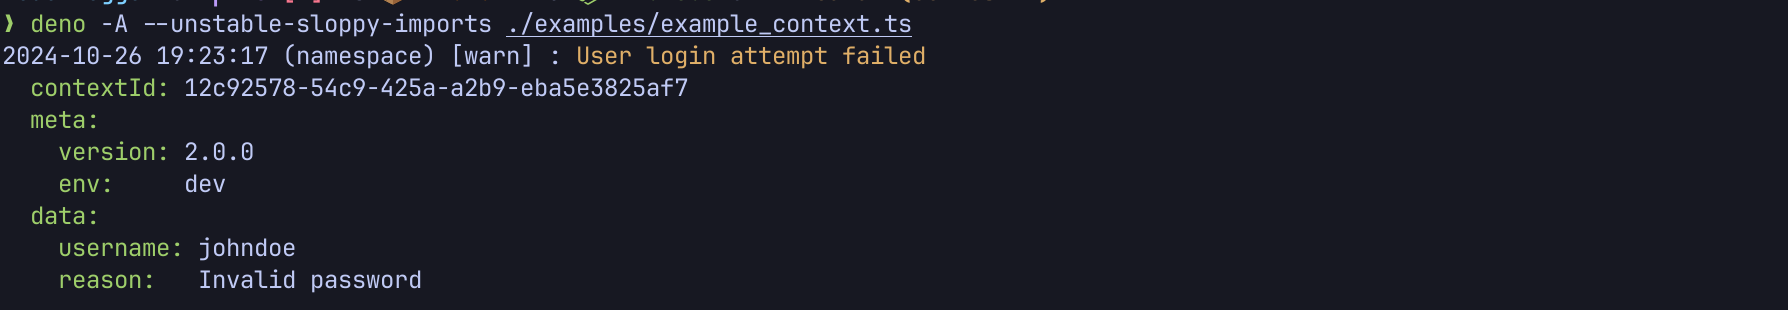 ❱ deno -A --unstable-sloppy-imports ./examples/example_context.ts
2024-10-26 19:23:17 (namespace) [warn] : User login attempt failed
  contextId: 12c92578-54c9-425a-a2b9-eba5e3825af7
  meta:
    version: 2.0.0
    env:     dev
  data:
    username: johndoe
    reason:   Invalid password